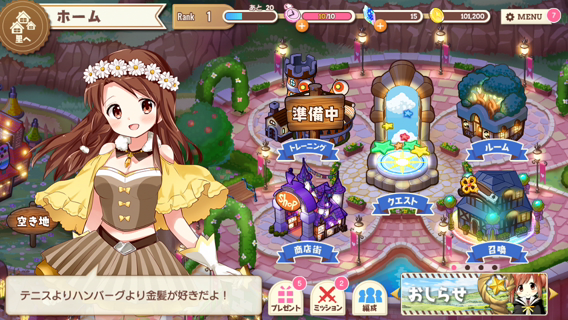 里へ
ホーム
Rank 1
あと 20
10/10
15
101,200
MENU
7
準備中
トレーニング
ルーム
クエスト
SHOP
商店街
召喚
空き地
テニスよりハンバーグより金髪が好きだよ！
5
プレゼント
2
ミッション
編成
おしらせ